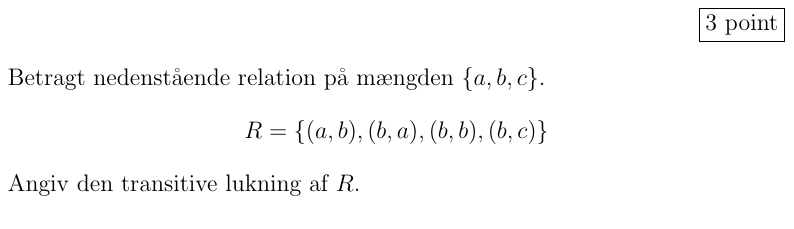 3 point
Betragt nedenstående relation på mængden {a, b, c}.
R = {(a, b), (b, a), (b, b), (b, c)}
Angiv den transitive lukning af R.